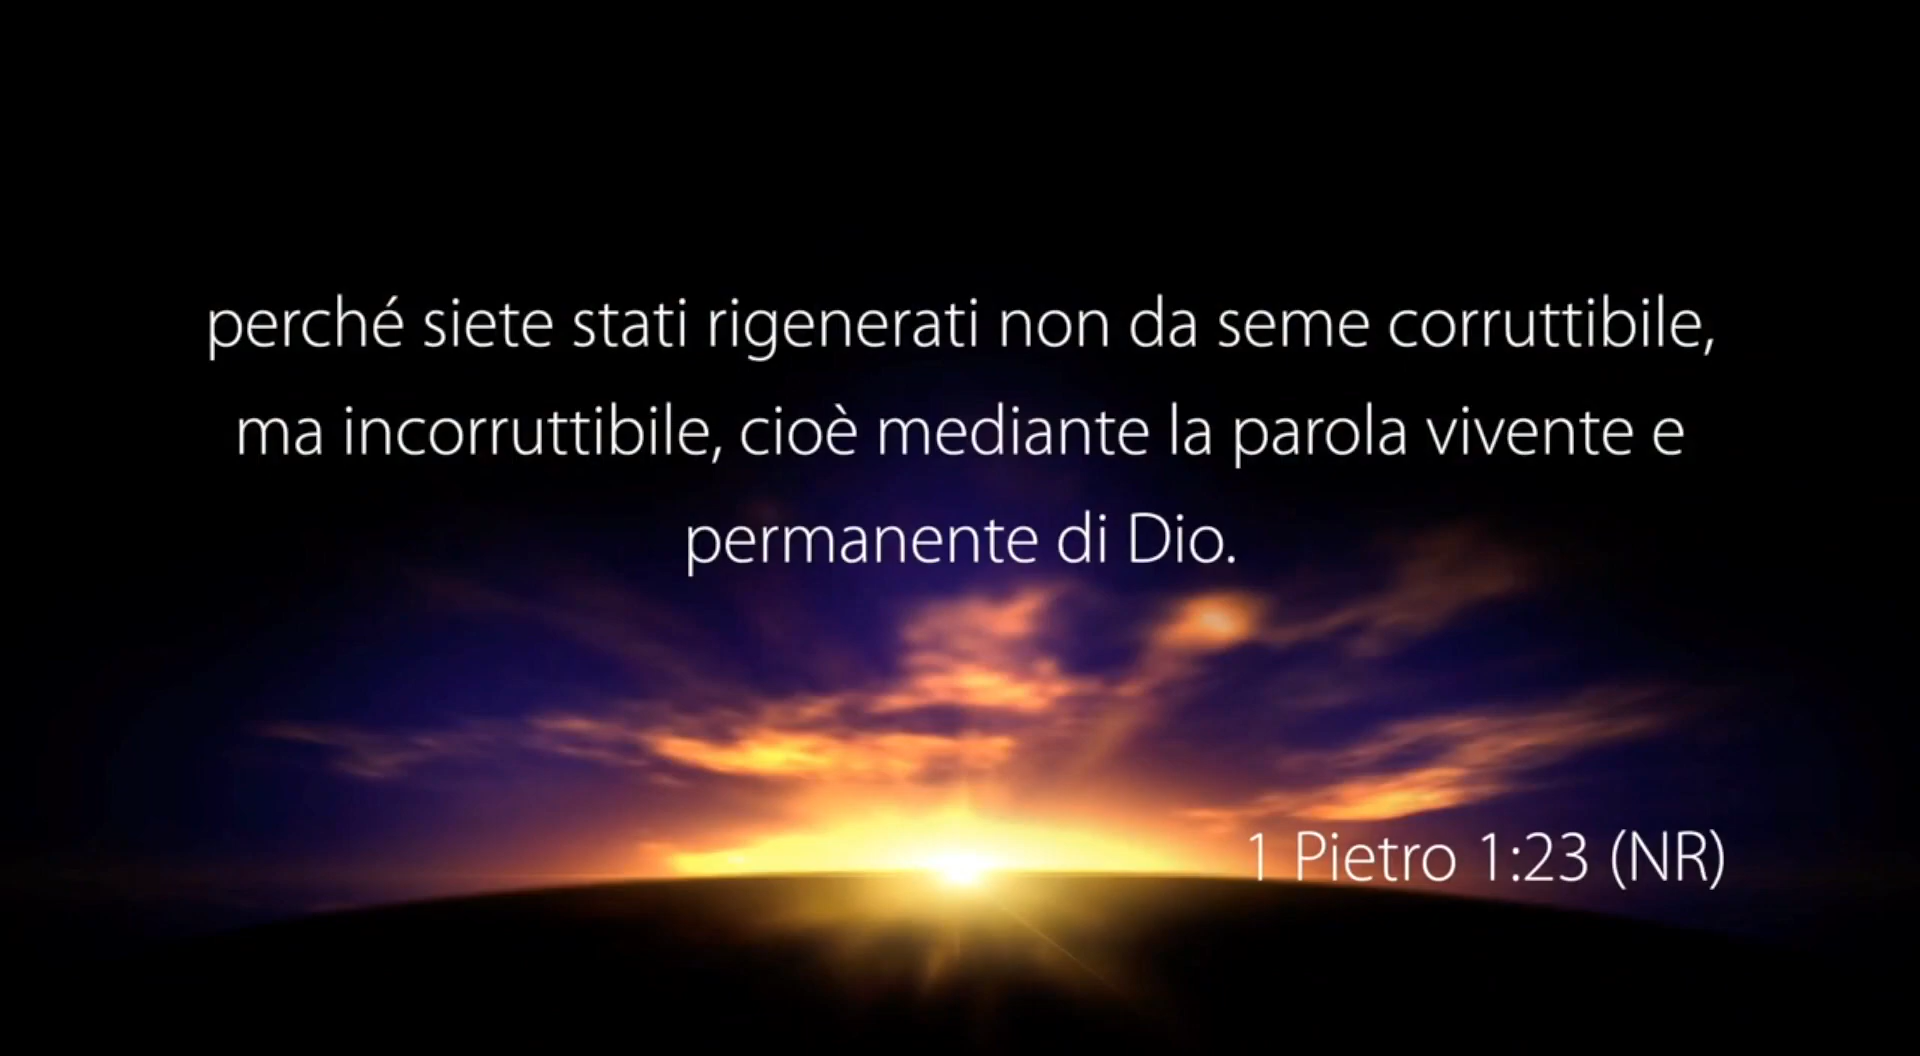 perché siete stati rigenerati non da seme corruttibile,
ma incorruttibile, cioè mediante la parola vivente e
permanente di Dio.
1 Pietro 1:23 (NR)